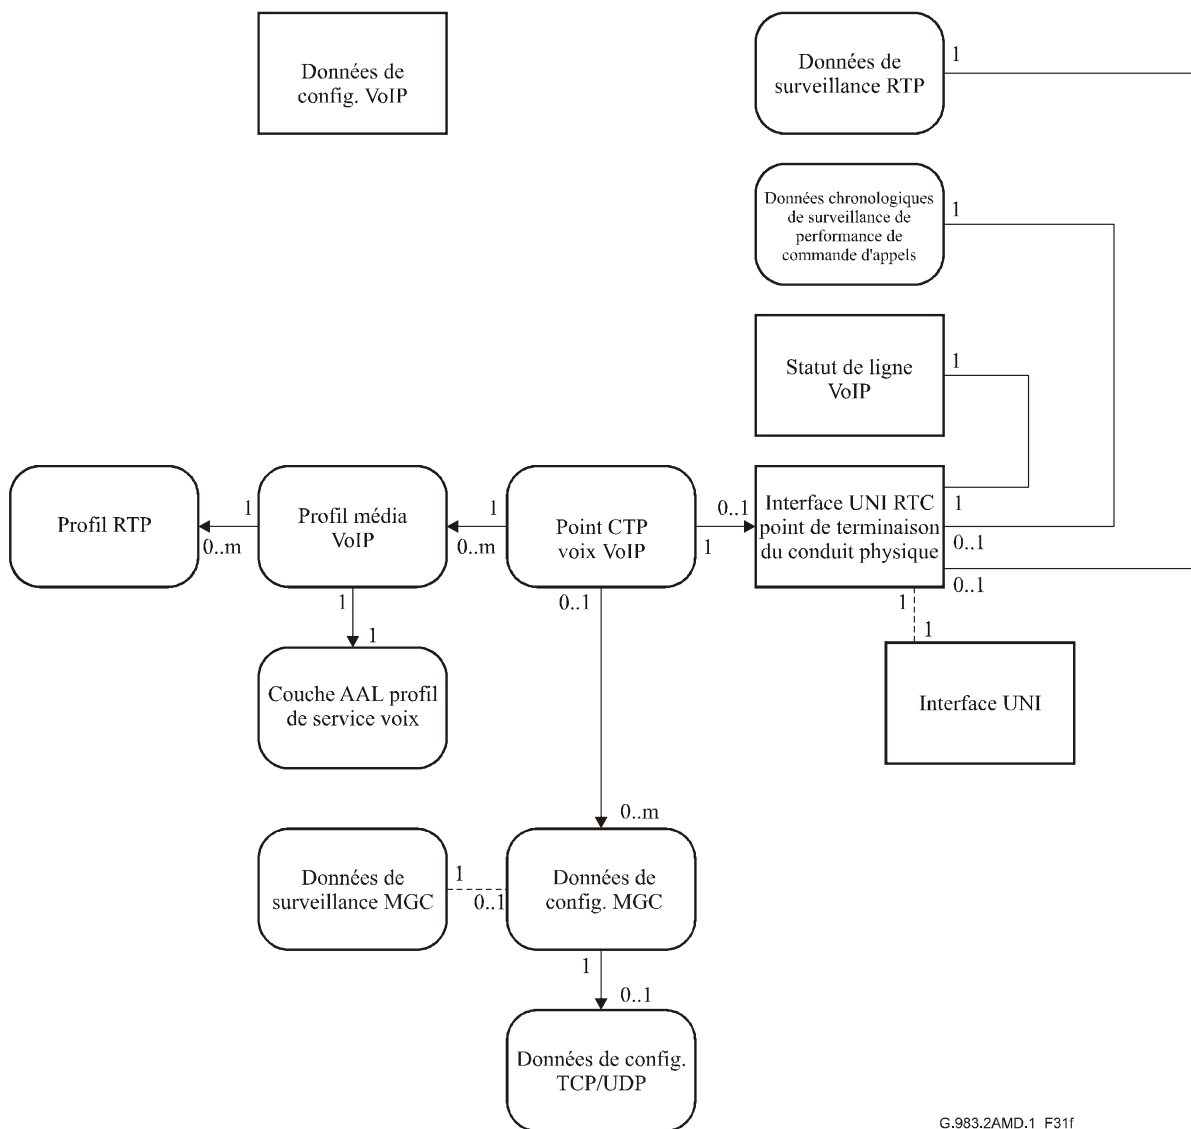 Données de
config. VoIP
Données de
surveillance RTP
1
Données chronologiques
de surveillance de
performance de
commande d'appels
1
Statut de ligne
VoIP
1
Profil RTP
1
0..m
Profil média
VoIP
1
0..m
Point CTP
voix VoIP
0..1
1
Interface UNI RTC
point de terminaison
du conduit physique
1
0..1
0..1
1
1
0..1
1
1
Couche AAL profil
de service voix
Interface UNI
0..m
Données de
surveillance MGC
1
0..1
Données de
config. MGC
1
0..1
Données de config.
TCP/UDP
G.983.2AMD.1_F31f